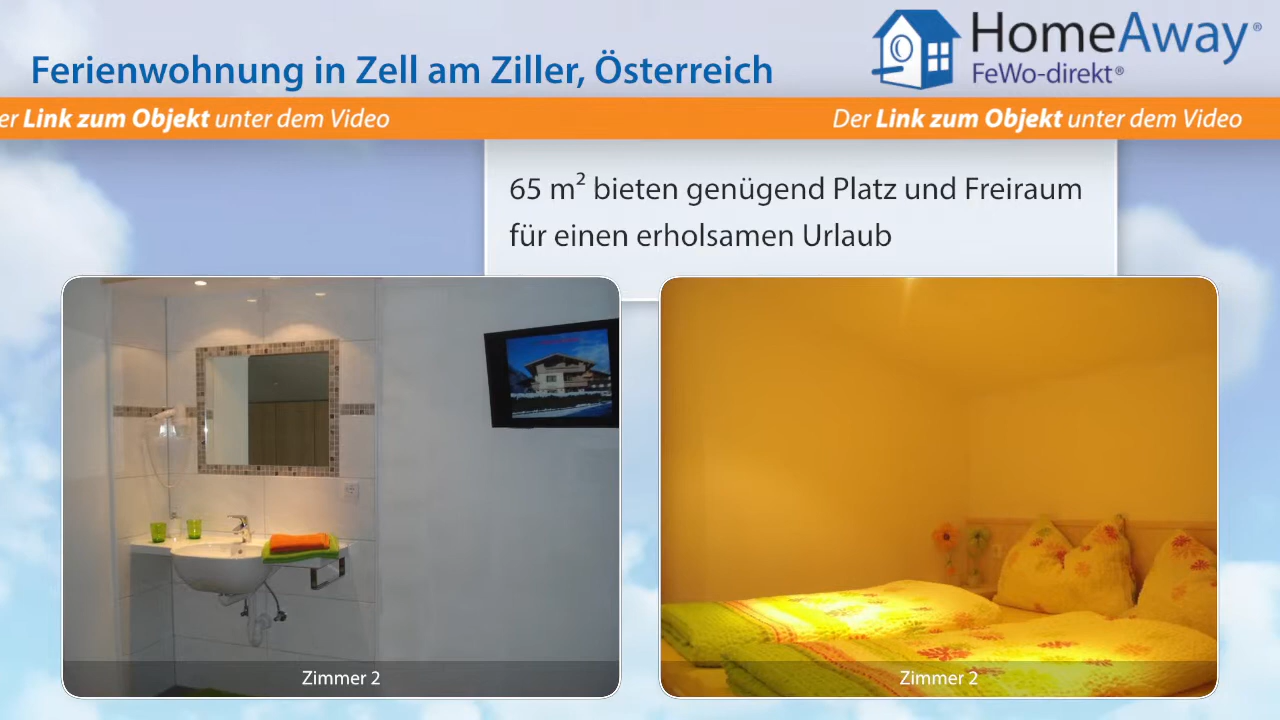 Ferienwohnung in Zell am Ziller, Österreich
HomeAway®
FeWo-direkt®
er Link zum Objekt unter dem Video
Der Link zum Objekt unter dem Video
65 m² bieten genügend Platz und Freiraum
für einen erholsamen Urlaub
Zimmer 2
Zimmer 2